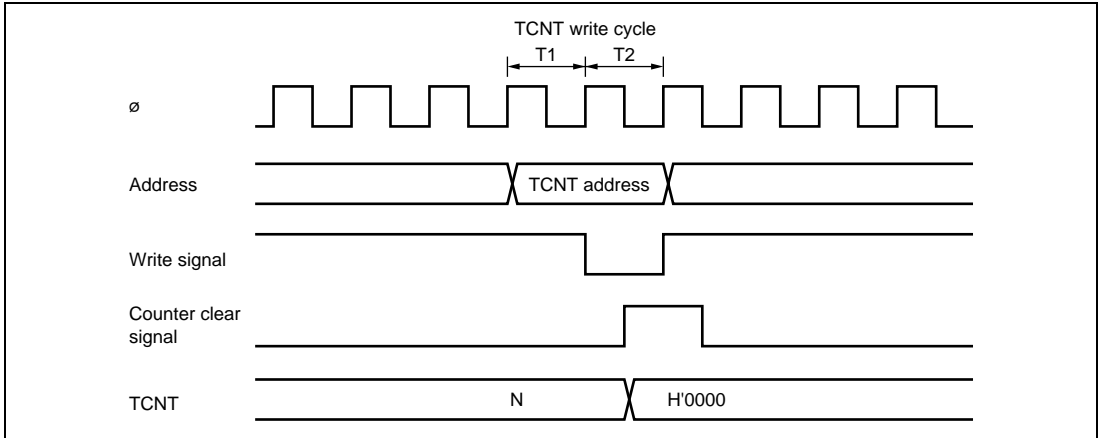 TCNT write cycle
T1 T2
ø
Address
TCNT address
Write signal
Counter clear
signal
TCNT
N
H'0000